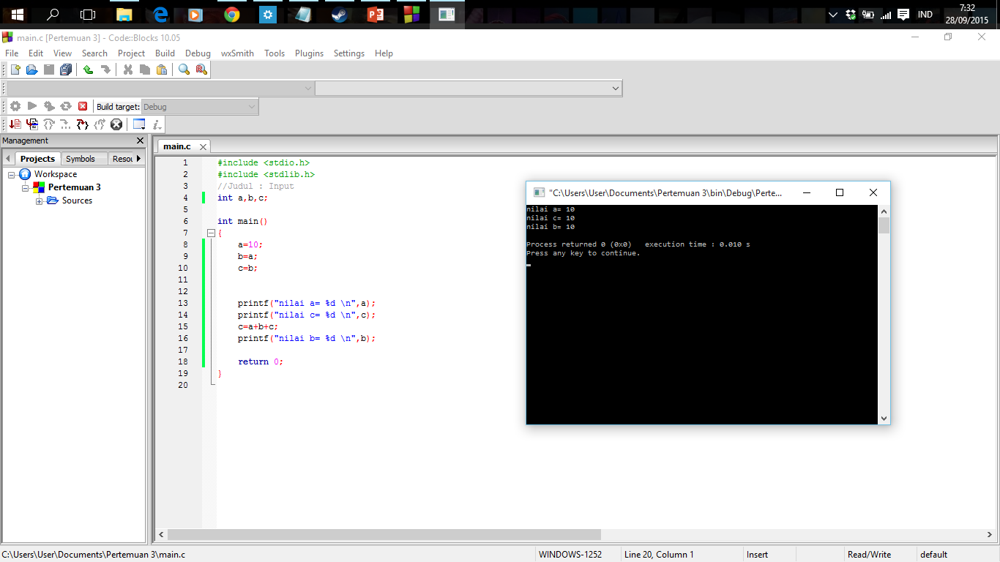 IND
7:32
28/09/2015
main.c [Pertemuan 3] - Code::Blocks 10.05
File Edit View Search Project Build Debug wxSmith Tools Plugins Settings Help
Build target: Debug
Management
Projects Symbols Resou
main.c
Workspace
Pertemuan 3
Sources
1 #include <stdio.h>
2 #include <stdlib.h>
3 //Judul : Input
4 int a,b,c;
5
6 int main()
7 {
8 a=10;
9 b=a;
10 c=b;
11
12
13 printf("nilai a= %d \n",a);
14 printf("nilai c= %d \n",c);
15 c=a+b+c;
16 printf("nilai b= %d \n",b);
17
18 return 0;
19 }
20
"C:\Users\User\Documents\Pertemuan 3\bin\Debug\Perte...
nilai a= 10
nilai c= 10
nilai b= 10
Process returned 0 (0x0) execution time : 0.010 s
Press any key to continue.
C:\Users\User\Documents\Pertemuan 3\main.c WINDOWS-1252 Line 20, Column 1 Insert Read/Write default